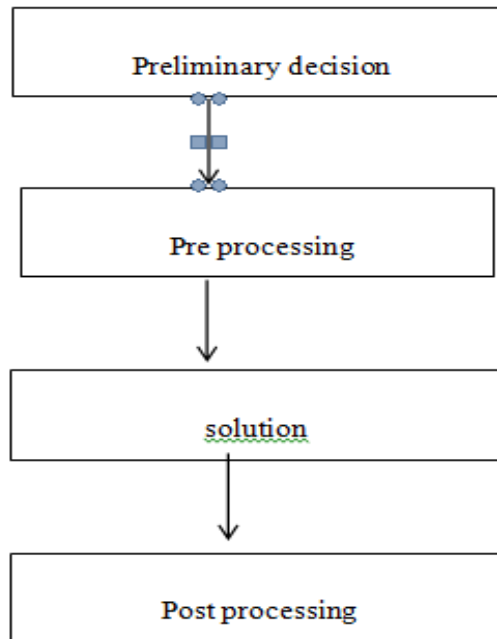 Preliminary decision
Pre processing
solution
Post processing